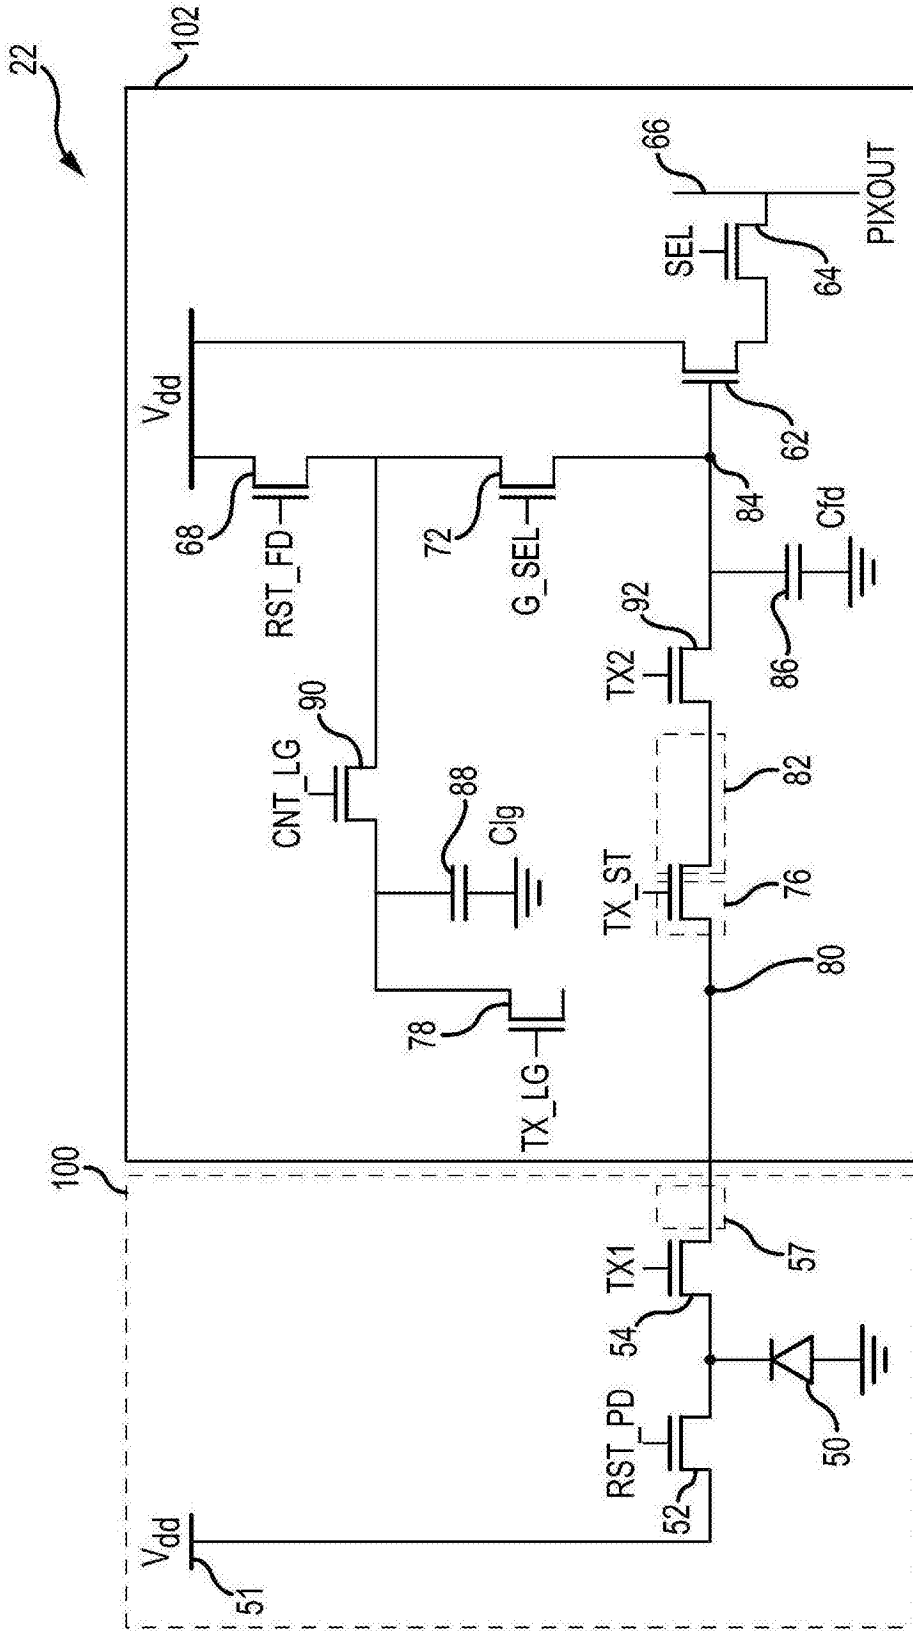 22
100
102
Vdd
51
Vdd
68
RST_FD
CNT_LG
90
78
TX_LG
88
Clg
72
G_SEL
SEL
66
64
PIXOUT
62
84
RST_PD
52
TX1
54
57
50
80
TX_ST
76
82
TX2
92
86
Cfd